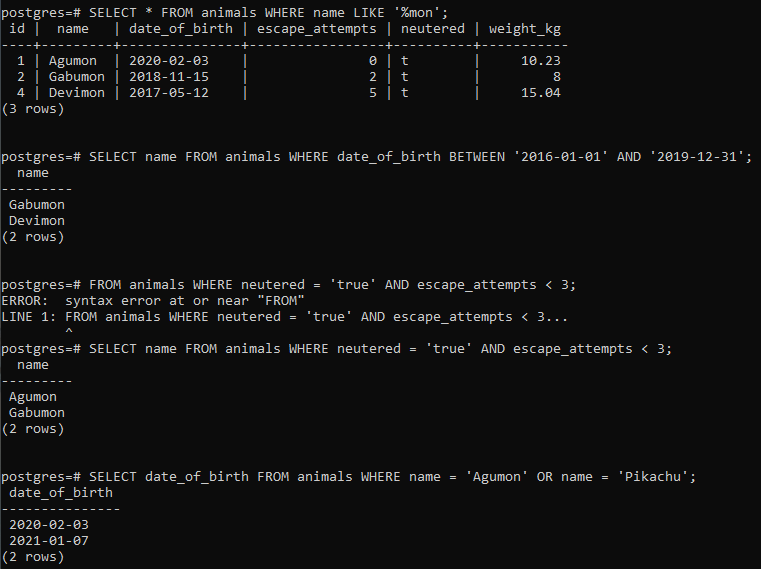 postgres=# SELECT * FROM animals WHERE name LIKE '%mon';
 id |  name   | date_of_birth | escape_attempts | neutered | weight_kg
----+---------+---------------+-----------------+----------+-----------
  1 | Agumon  | 2020-02-03    |               0 | t        |     10.23
  2 | Gabumon | 2018-11-15    |               2 | t        |         8
  4 | Devimon | 2017-05-12    |               5 | t        |     15.04
(3 rows)
postgres=# SELECT name FROM animals WHERE date_of_birth BETWEEN '2016-01-01' AND '2019-12-31';
  name
---------
 Gabumon
 Devimon
(2 rows)
postgres=# FROM animals WHERE neutered = 'true' AND escape_attempts < 3;
ERROR:  syntax error at or near "FROM"
LINE 1: FROM animals WHERE neutered = 'true' AND escape_attempts < 3...
        ^
postgres=# SELECT name FROM animals WHERE neutered = 'true' AND escape_attempts < 3;
  name
---------
 Agumon
 Gabumon
(2 rows)
postgres=# SELECT date_of_birth FROM animals WHERE name = 'Agumon' OR name = 'Pikachu';
 date_of_birth
---------------
 2020-02-03
 2021-01-07
(2 rows)